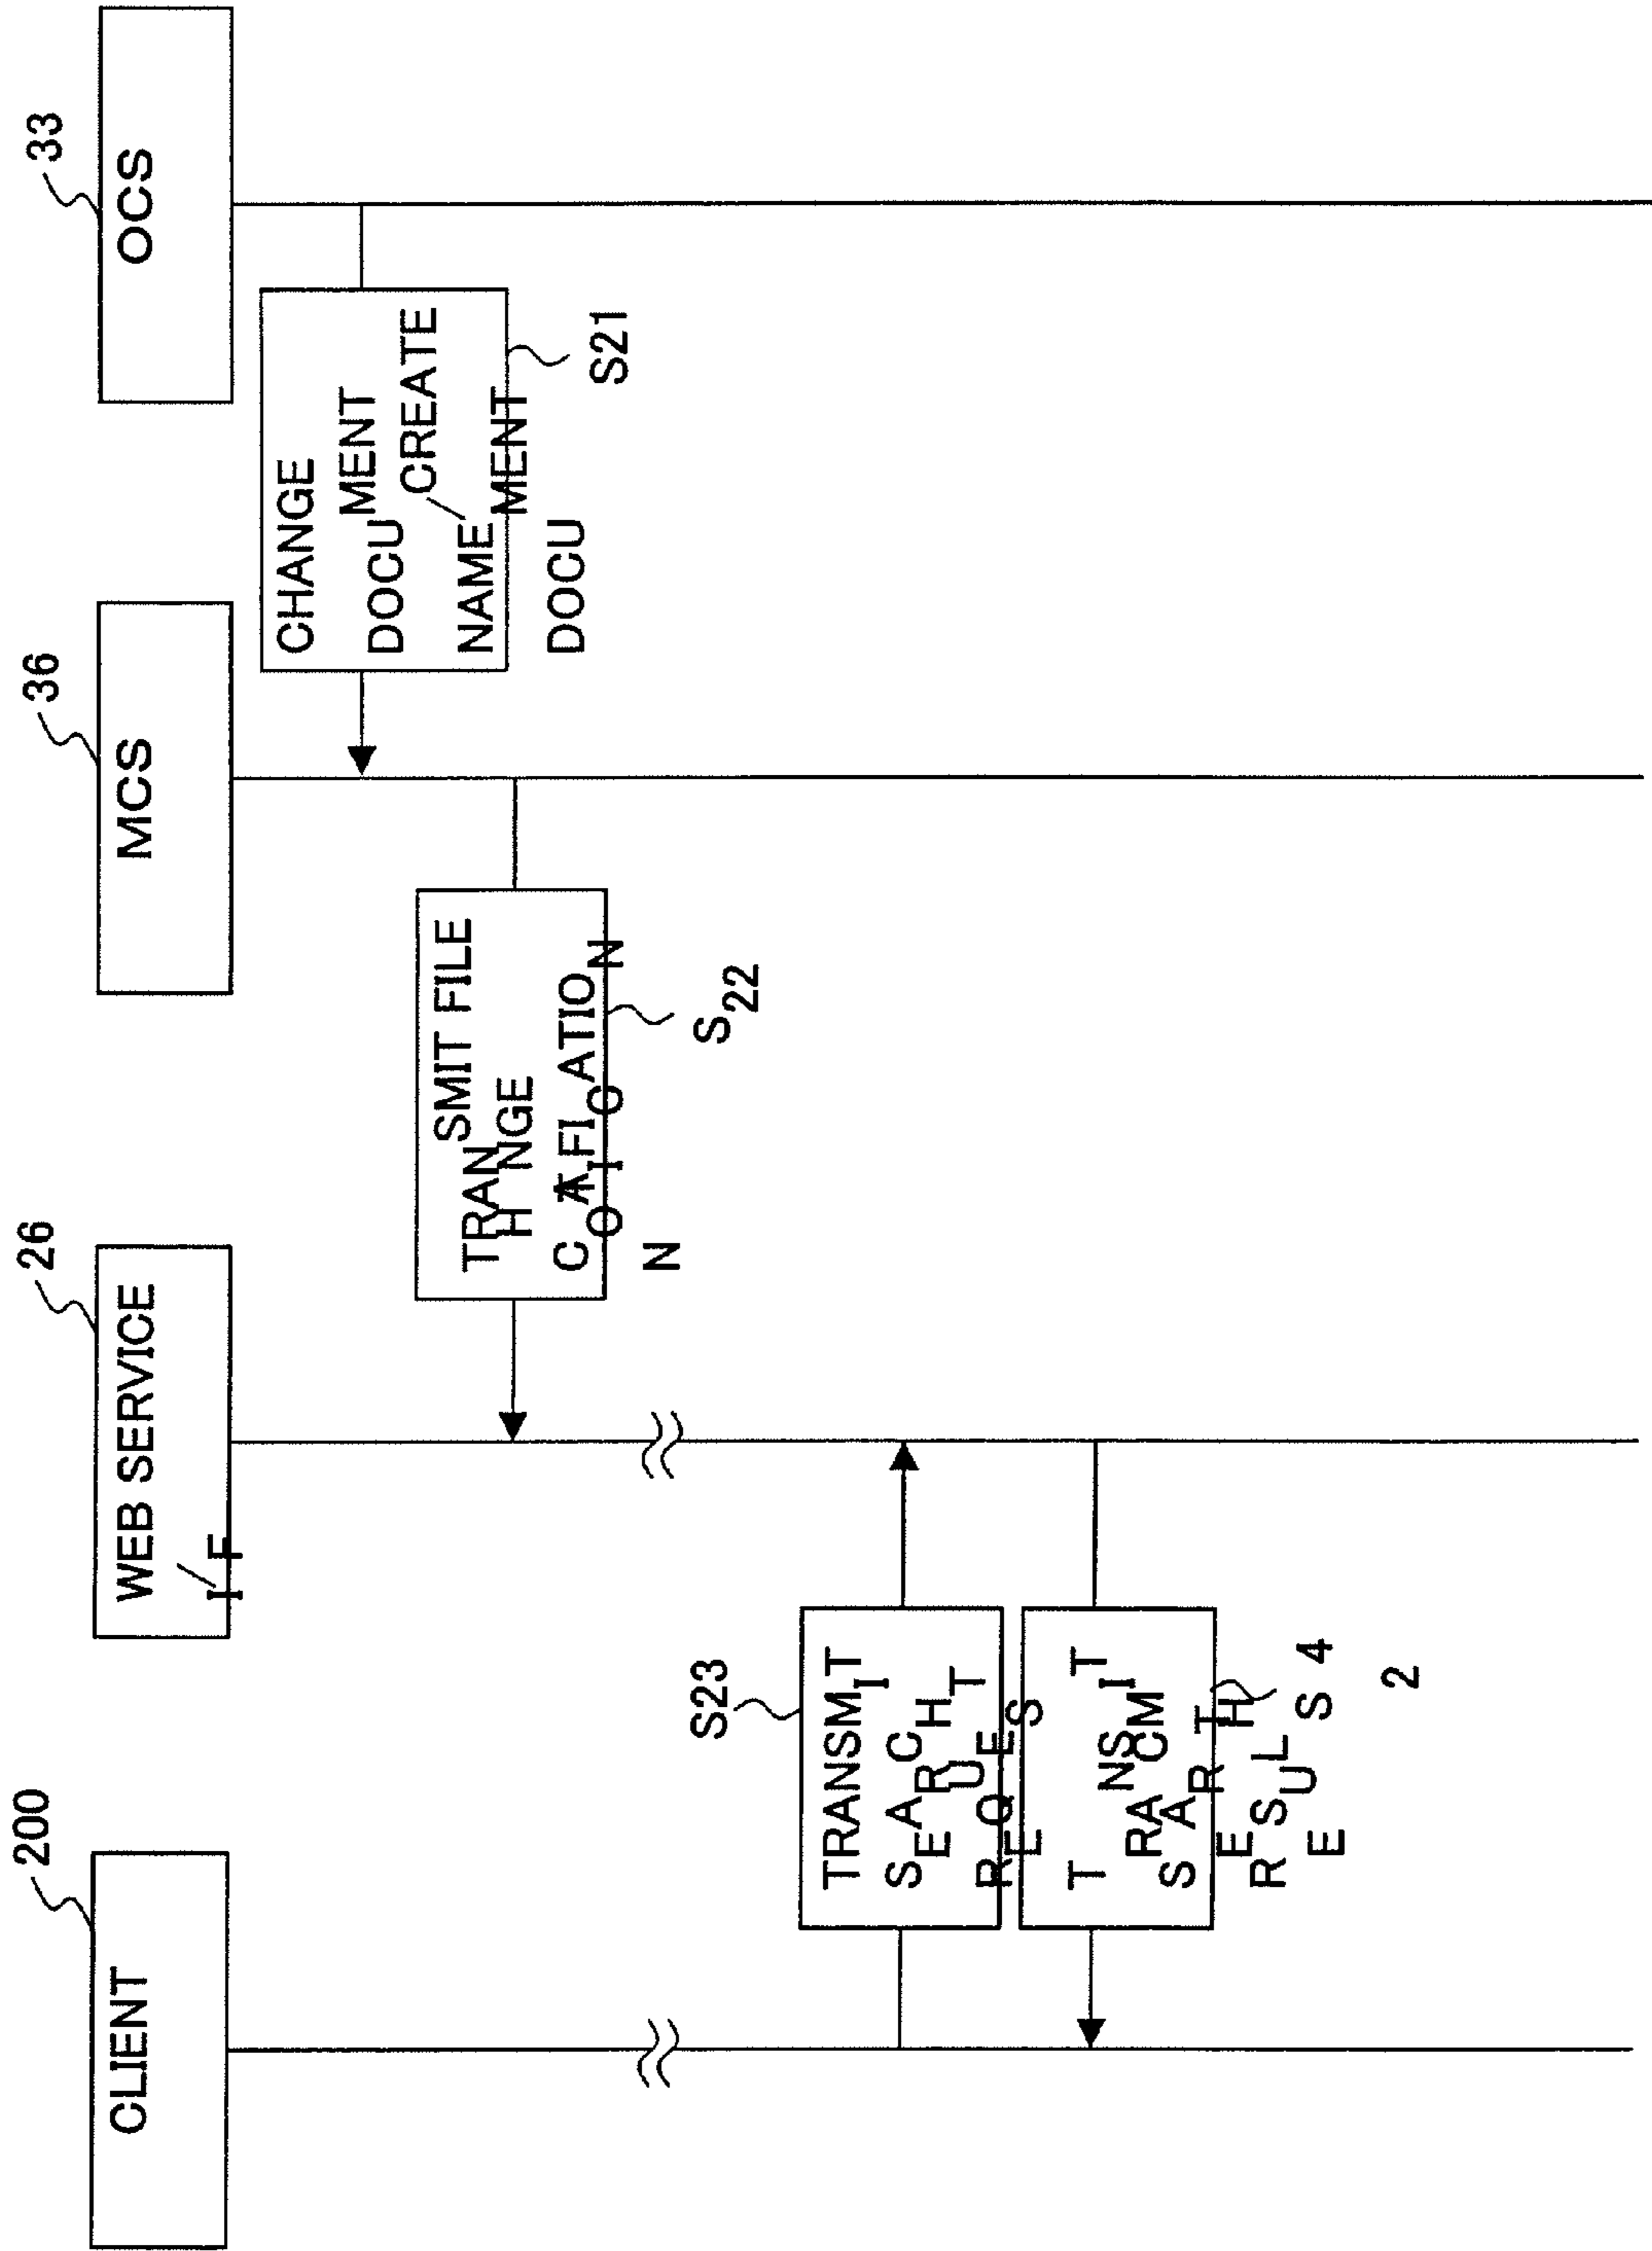 200
CLIENT
26
WEB SERVICE
I/F
36
MCS
33
OCS
CHANGE
DOCUMENT
NAME/CREATE
DOCUMENT
S21
TRANSMIT FILE
CHANGE
NOTIFICATION
S22
S23
TRANSMIT
SEARCH
REQUEST
TRANSMIT
SEARCH
RESULT
S24